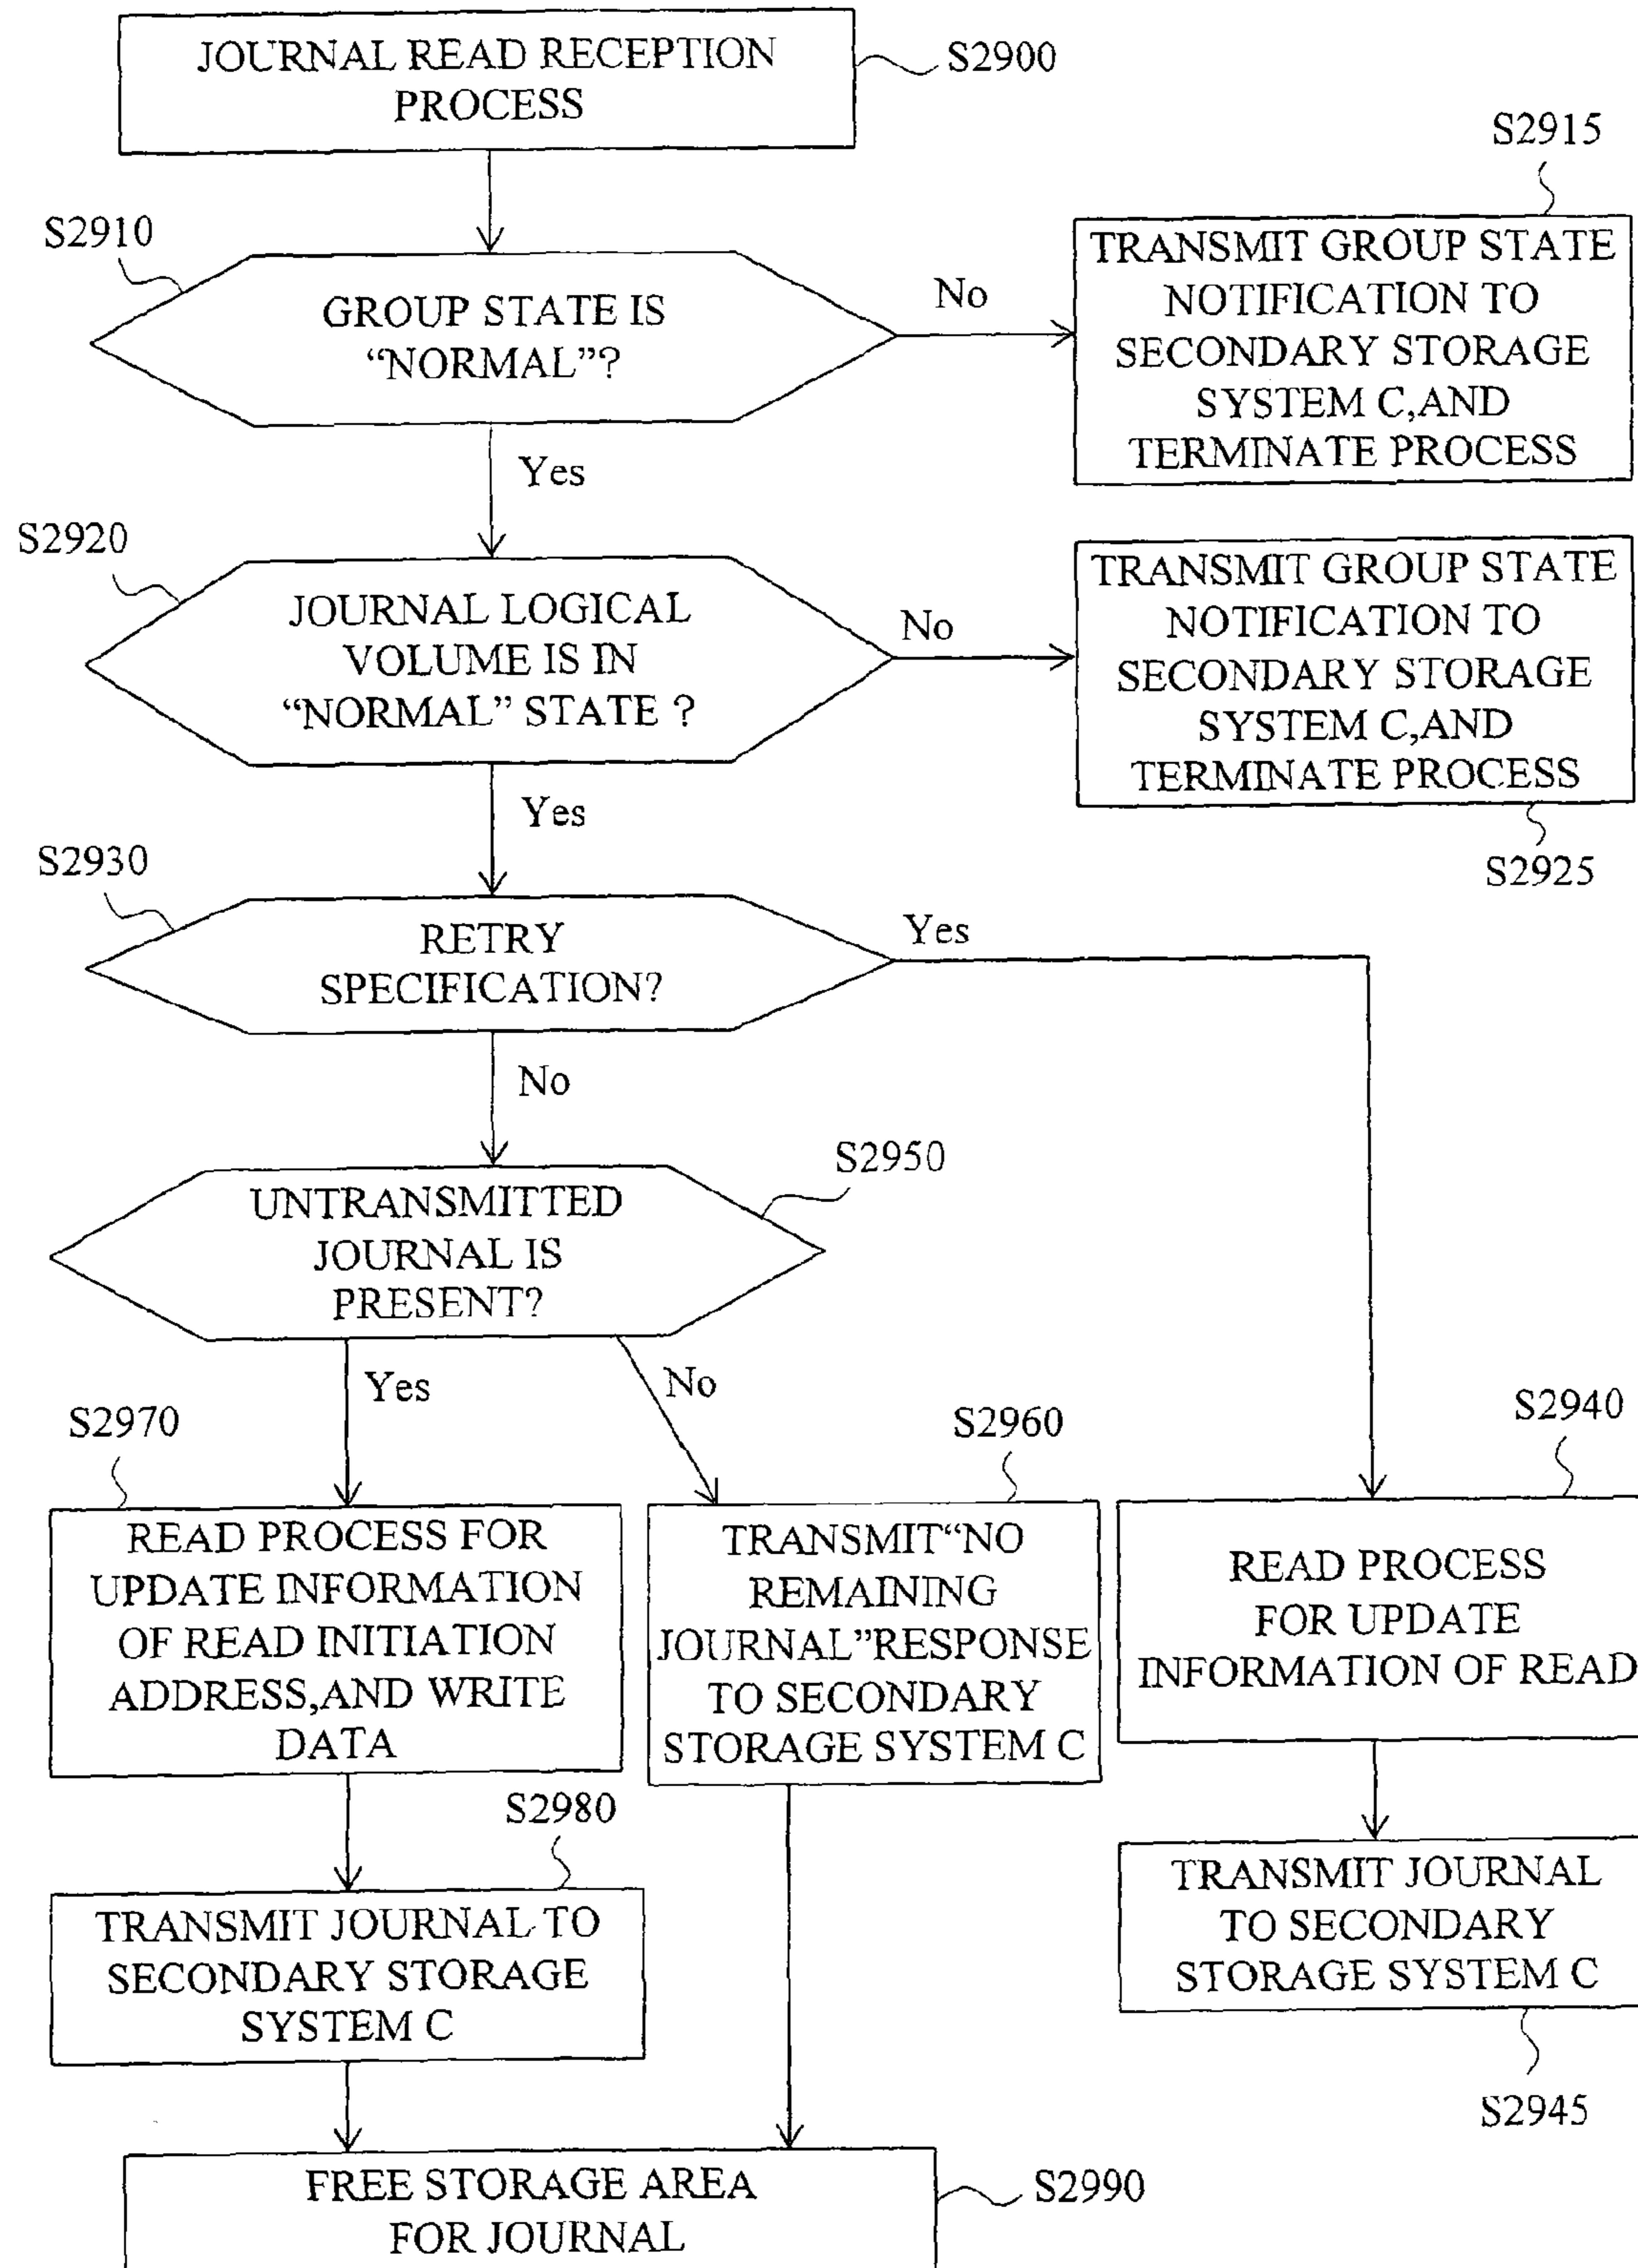 JOURNAL READ RECEPTION
PROCESS
S2900
S2915
S2910
GROUP STATE IS
“NORMAL”?
No
TRANSMIT GROUP STATE
NOTIFICATION TO
SECONDARY STORAGE
SYSTEM C,AND
TERMINATE PROCESS
Yes
S2920
JOURNAL LOGICAL
VOLUME IS IN
“NORMAL” STATE ?
No
TRANSMIT GROUP STATE
NOTIFICATION TO
SECONDARY STORAGE
SYSTEM C,AND
TERMINATE PROCESS
S2925
Yes
S2930
RETRY
SPECIFICATION?
Yes
No
S2950
UNTRANSMITTED
JOURNAL IS
PRESENT?
Yes
No
S2970
READ PROCESS FOR
UPDATE INFORMATION
OF READ INITIATION
ADDRESS,AND WRITE
DATA
S2960
TRANSMIT“NO
REMAINING
JOURNAL”RESPONSE
TO SECONDARY
STORAGE SYSTEM C
S2940
READ PROCESS
FOR UPDATE
INFORMATION OF READ
S2980
TRANSMIT JOURNAL TO
SECONDARY STORAGE
SYSTEM C
TRANSMIT JOURNAL
TO SECONDARY
STORAGE SYSTEM C
S2945
FREE STORAGE AREA
FOR JOURNAL
S2990